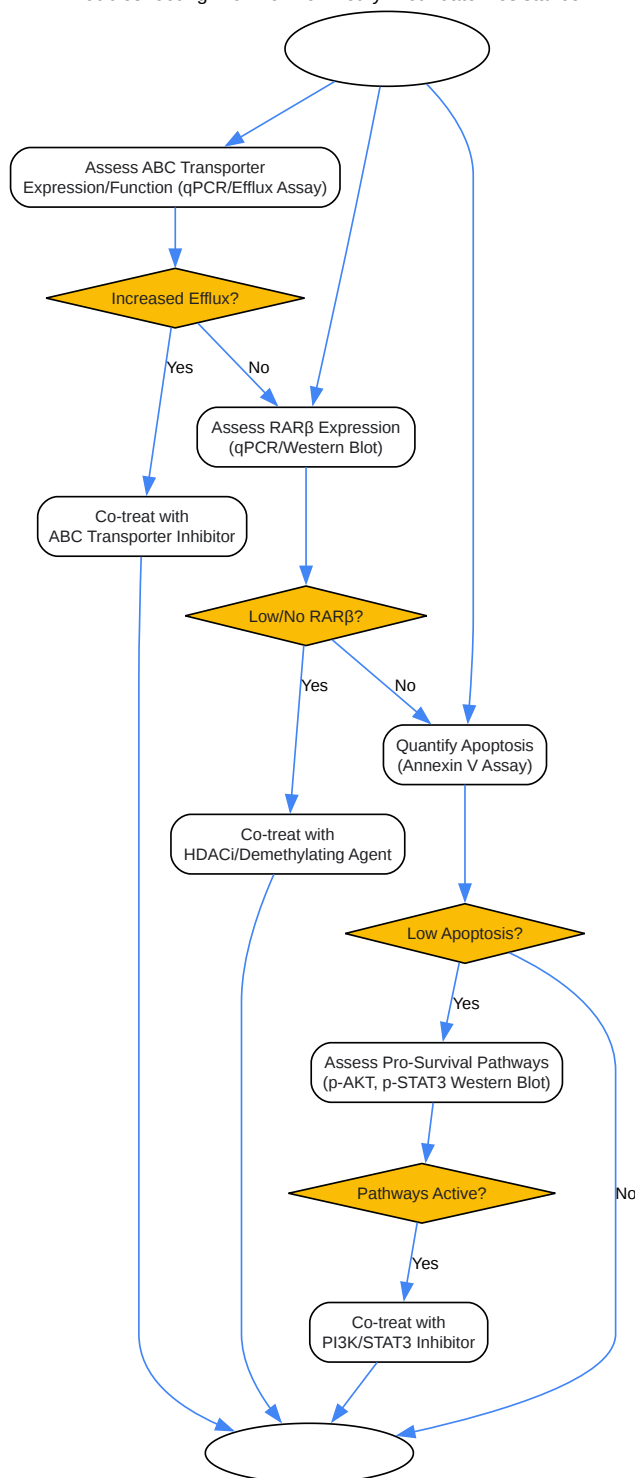 Assess ABC Transporter
Expression/Function (qPCR/Efflux Assay)
Increased Efflux?
Yes
No
Assess RARβ Expression
(qPCR/Western Blot)
Co-treat with
ABC Transporter Inhibitor
Low/No RARβ?
Yes
No
Quantify Apoptosis
(Annexin V Assay)
Co-treat with
HDACi/Demethylating Agent
Low Apoptosis?
Yes
Assess Pro-Survival Pathways
(p-AKT, p-STAT3 Western Blot)
Pathways Active?
No
Yes
Co-treat with
PI3K/STAT3 Inhibitor